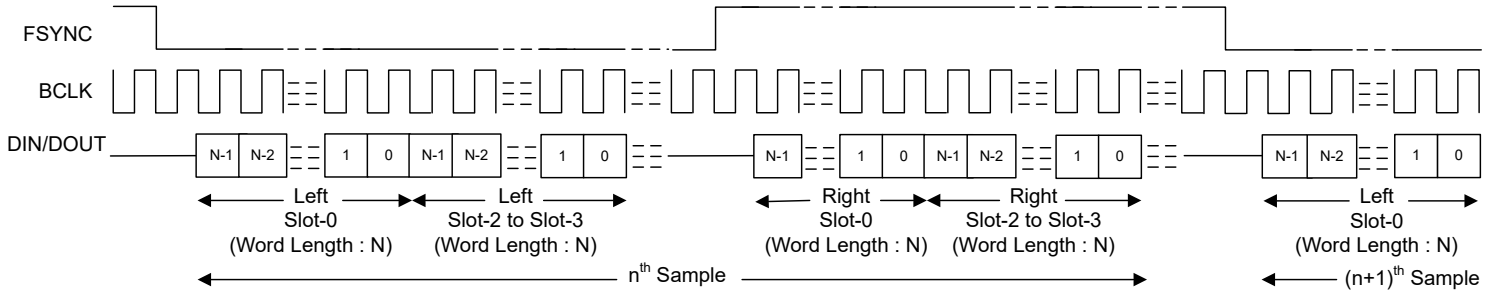 FSYNC
BCLK
DIN/DOUT
N-1 N-2 1 0 N-1 N-2 1 0 N-1 1 0 N-1 N-2 1 0 N-1 N-2 1 0
Left
Slot-0
(Word Length : N)
Left
Slot-2 to Slot-3
(Word Length : N)
Right
Slot-0
(Word Length : N)
Right
Slot-2 to Slot-3
(Word Length : N)
Left
Slot-0
(Word Length : N)
nth Sample
(n+1)th Sample